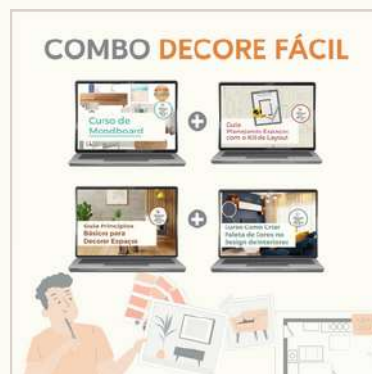 COMBO DECORE FÁCIL
Curso de
Moodboard
+
Guia
Planejando Espaços
com o Kit de Layout
Guia Princípios
Básicos para
Decorar Espaços
+
Curso Como Criar
Paleta de Cores no
Design de Interiores